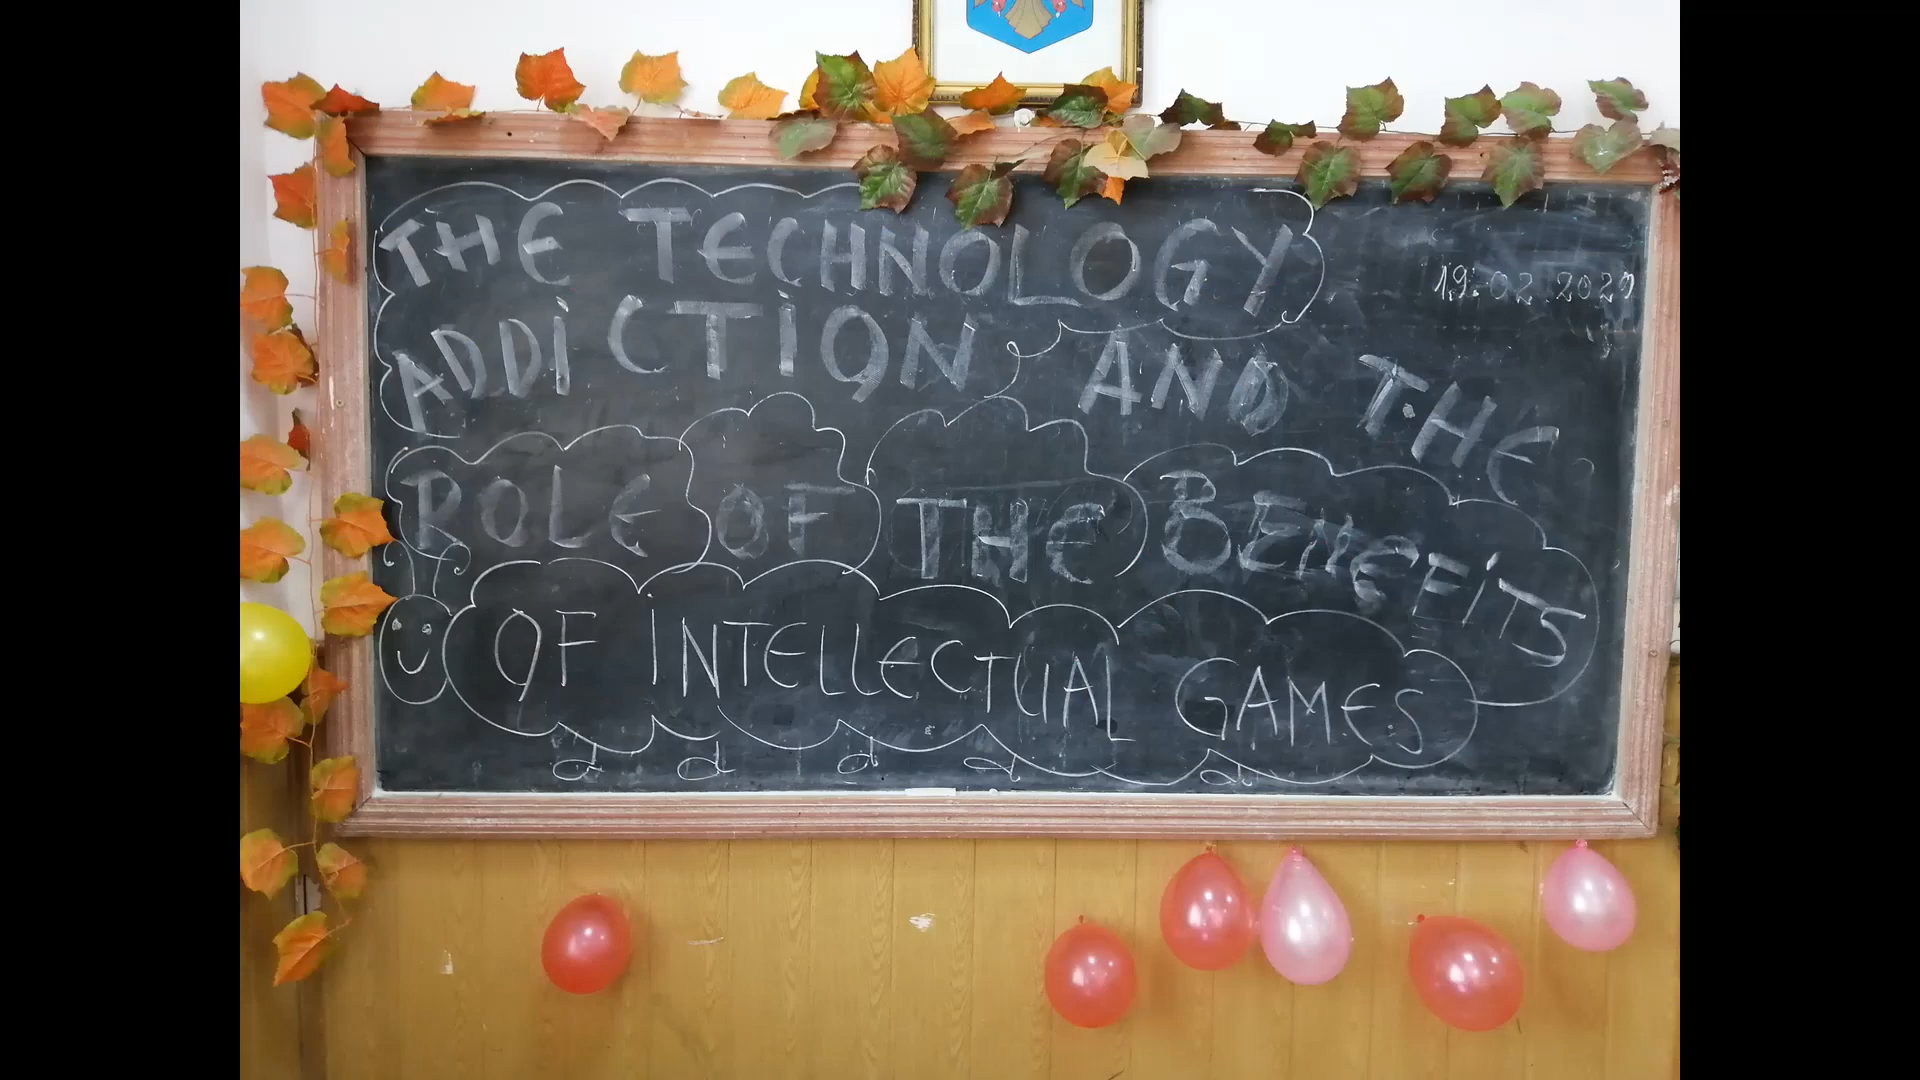 THE TECHNOLOGY
19.02.2020
ADDiCTiON AND THE
ROLE OF THE BENEFiTS
OF INTELLECTUAL GAMES